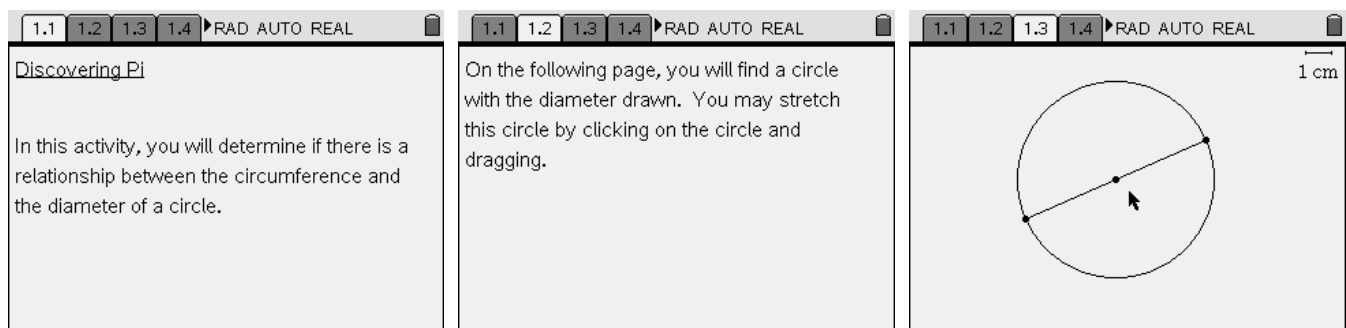 1.1 1.2 1.3 1.4 RAD AUTO REAL
Discovering Pi
In this activity, you will determine if there is a
relationship between the circumference and
the diameter of a circle.
1.1 1.2 1.3 1.4 RAD AUTO REAL
On the following page, you will find a circle
with the diameter drawn. You may stretch
this circle by clicking on the circle and
dragging.
1.1 1.2 1.3 1.4 RAD AUTO REAL
1 cm